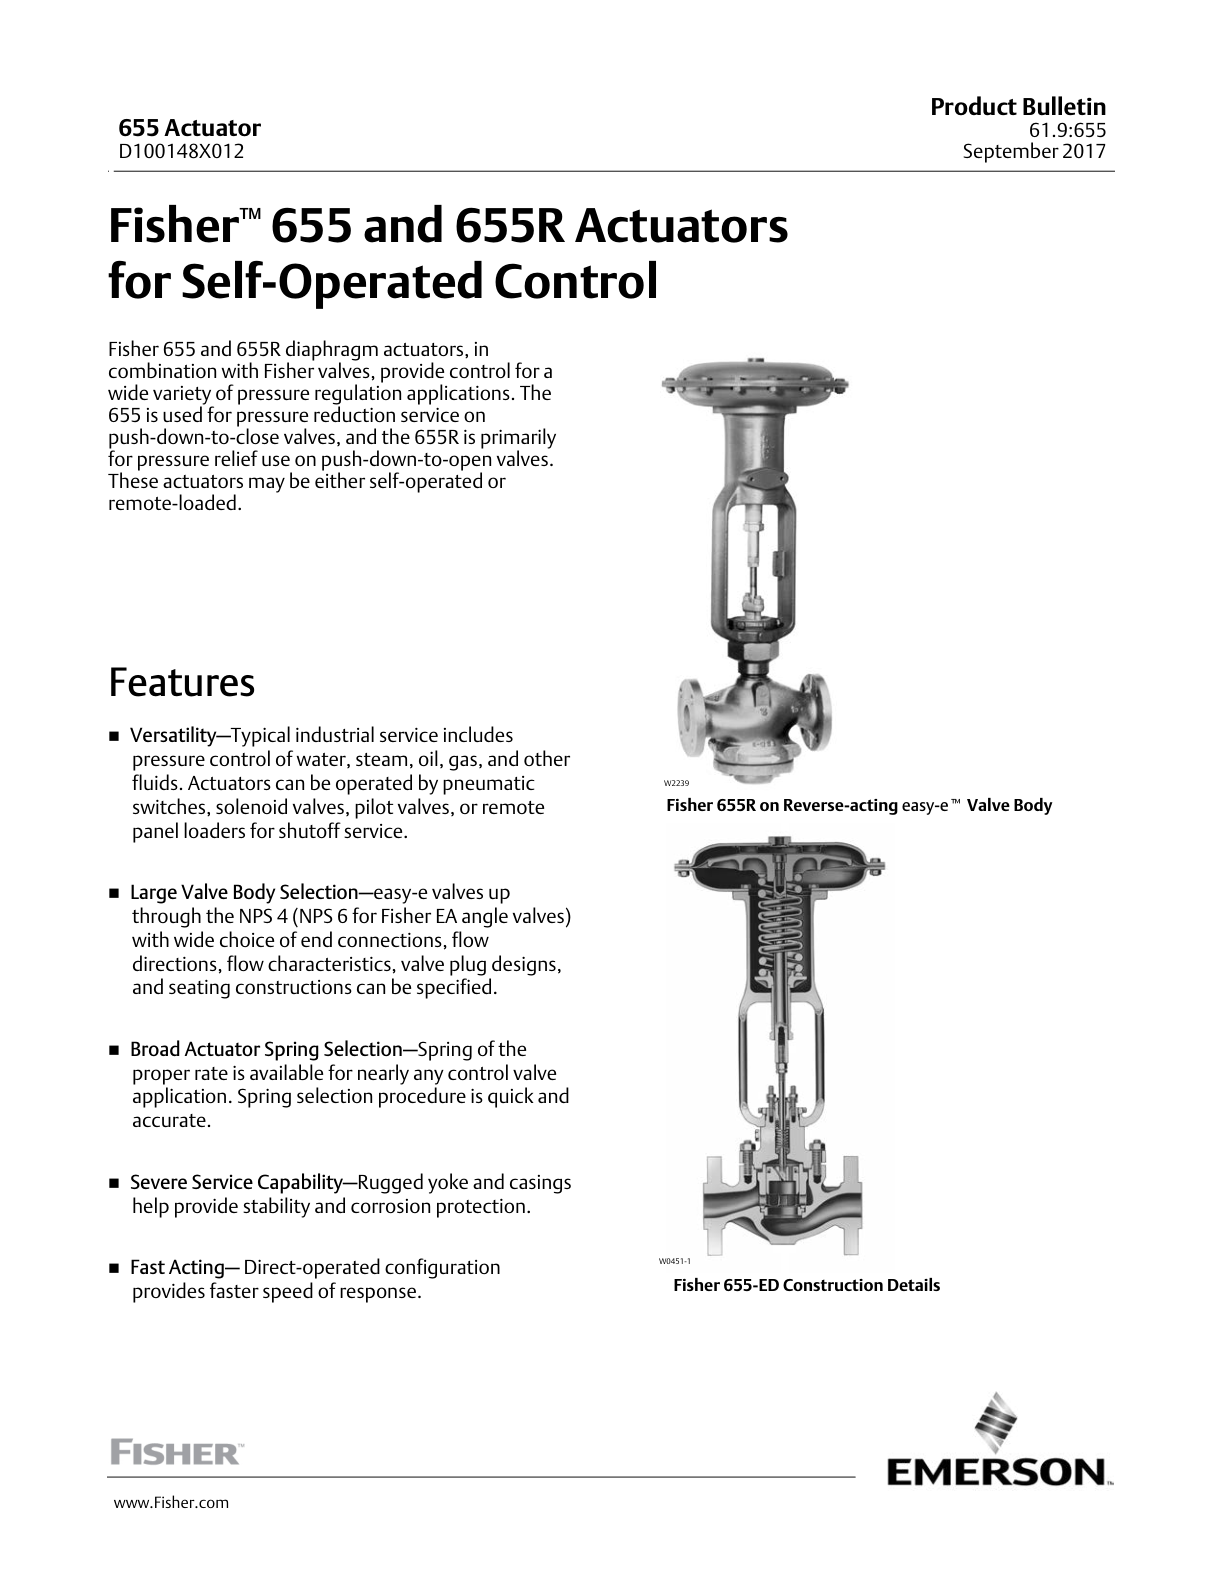 655 Actuator
D100148X012
Product Bulletin
61.9:655
September 2017
Fisher™ 655 and 655R Actuators
for Self-Operated Control
Fisher 655 and 655R diaphragm actuators, in
combination with Fisher valves, provide control for a
wide variety of pressure regulation applications. The
655 is used for pressure reduction service on
push-down-to-close valves, and the 655R is primarily
for pressure relief use on push-down-to-open valves.
These actuators may be either self-operated or
remote-loaded.
Features
■ Versatility—Typical industrial service includes
pressure control of water, steam, oil, gas, and other
fluids. Actuators can be operated by pneumatic
switches, solenoid valves, pilot valves, or remote
panel loaders for shutoff service.
■ Large Valve Body Selection—easy-e valves up
through the NPS 4 (NPS 6 for Fisher EA angle valves)
with wide choice of end connections, flow
directions, flow characteristics, valve plug designs,
and seating constructions can be specified.
■ Broad Actuator Spring Selection—Spring of the
proper rate is available for nearly any control valve
application. Spring selection procedure is quick and
accurate.
■ Severe Service Capability—Rugged yoke and casings
help provide stability and corrosion protection.
■ Fast Acting— Direct-operated configuration
provides faster speed of response.
W2239
Fisher 655R on Reverse-acting easy-e™ Valve Body
W0451-1
Fisher 655-ED Construction Details
FISHER™
EMERSON™
www.Fisher.com